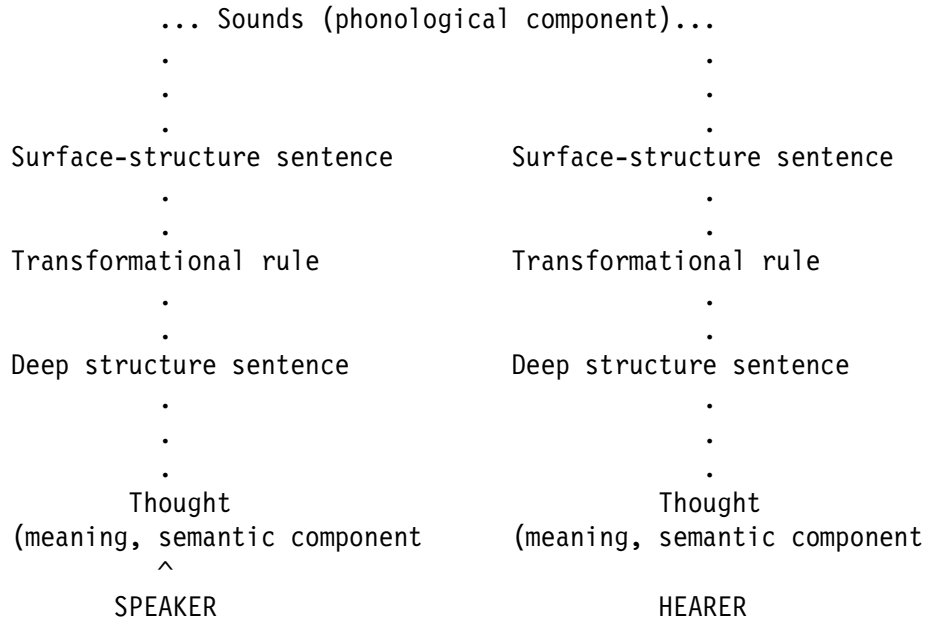 ... Sounds (phonological component)...
. .
. .
. .
Surface-structure sentence Surface-structure sentence
. .
. .
Transformational rule Transformational rule
. .
. .
Deep structure sentence Deep structure sentence
. .
. .
. .
Thought Thought
(meaning, semantic component (meaning, semantic component
^
SPEAKER HEARER